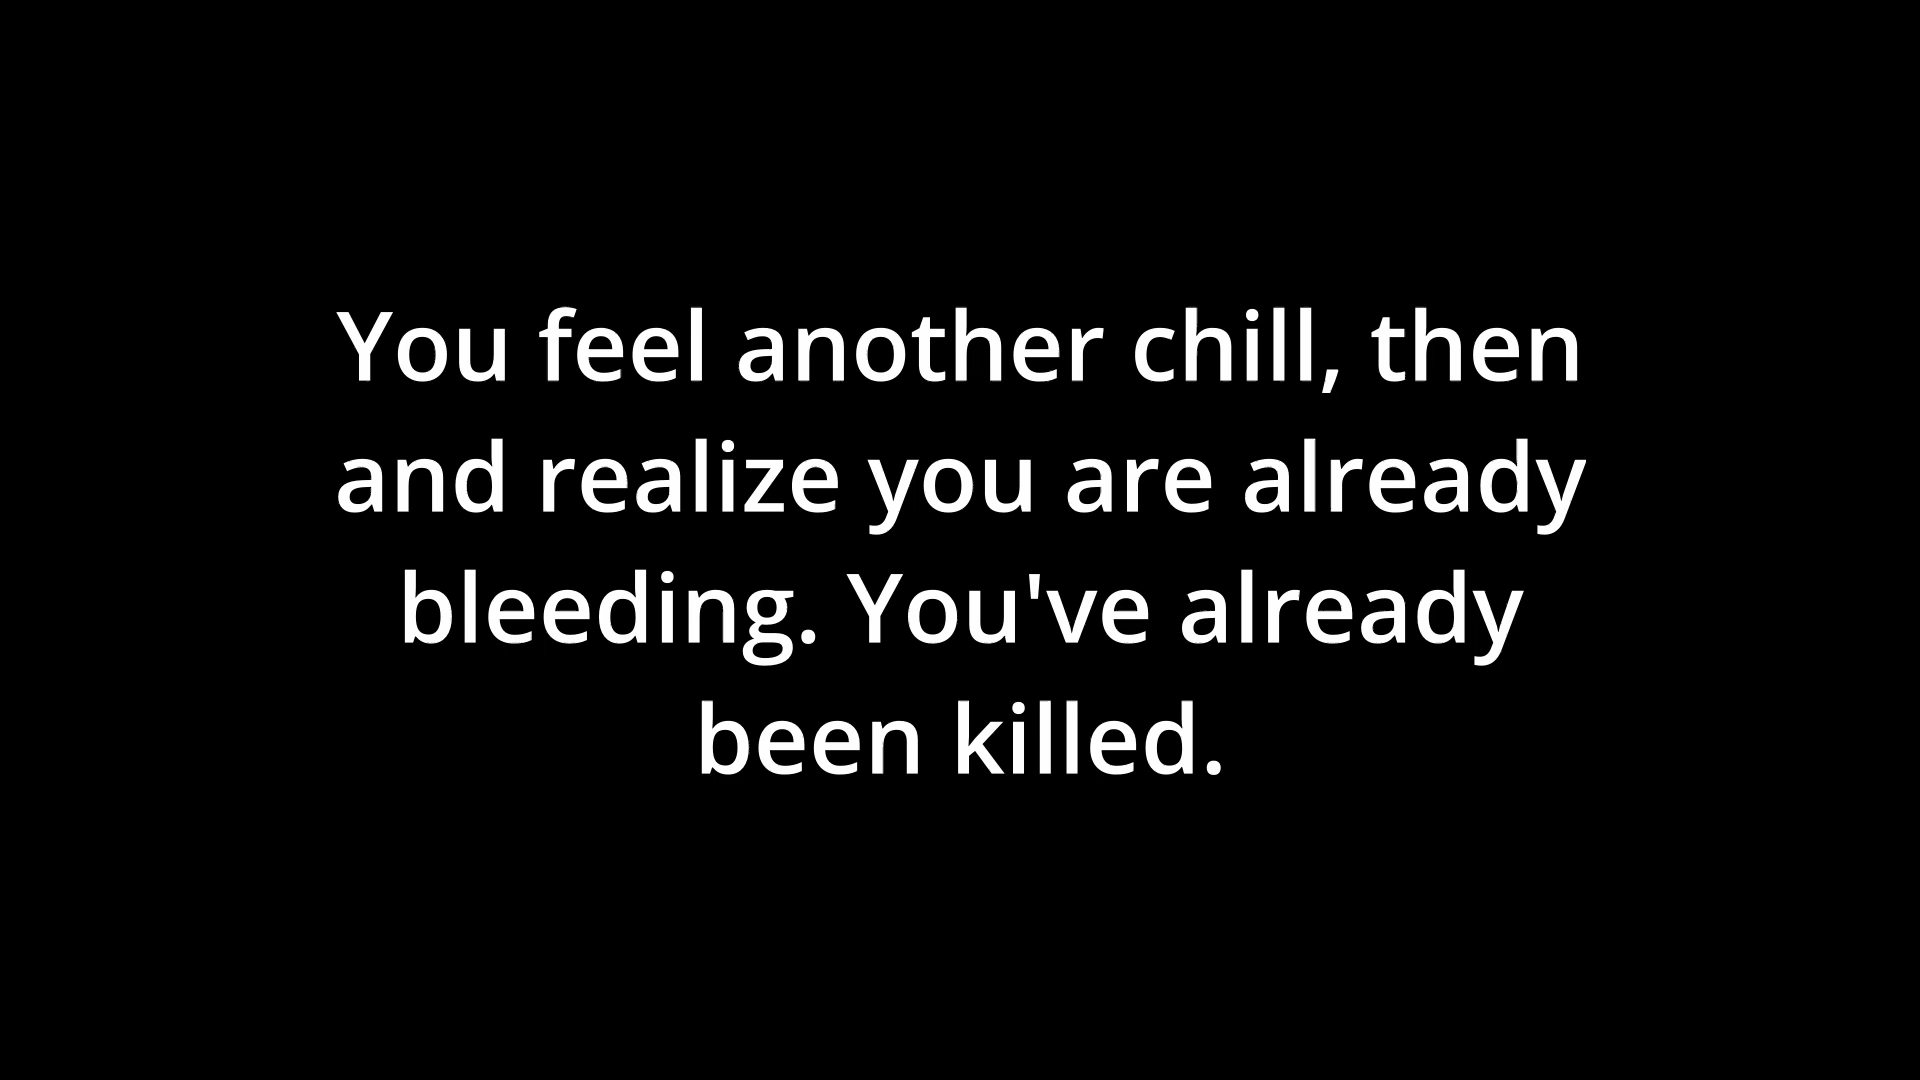 You feel another chill, then
and realize you are already
bleeding. You've already
been killed.